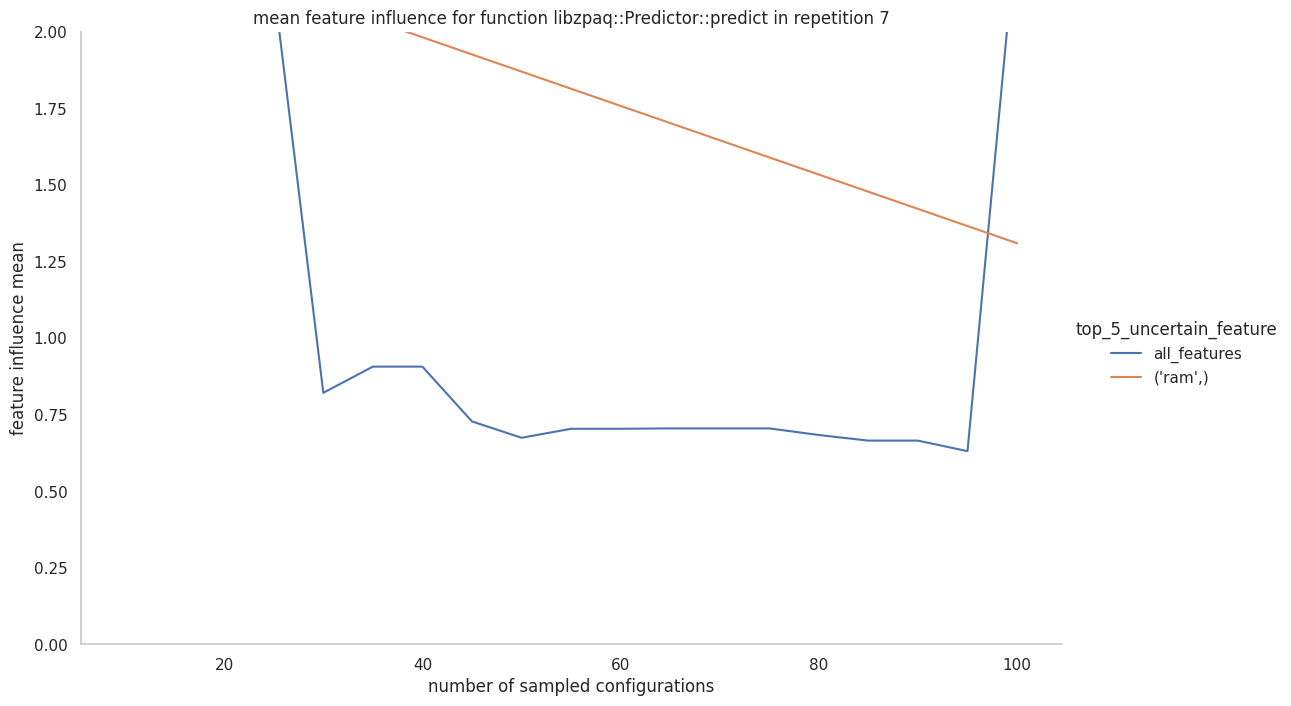 mean feature influence for function libzpaq::Predictor::predict in repetition 7
2.00
1.75
1.50
1.25
1.00
0.75
0.50
0.25
0.00
feature influence mean
20 40 60 80 100
number of sampled configurations
top_5_uncertain_feature
all_features
('ram',)